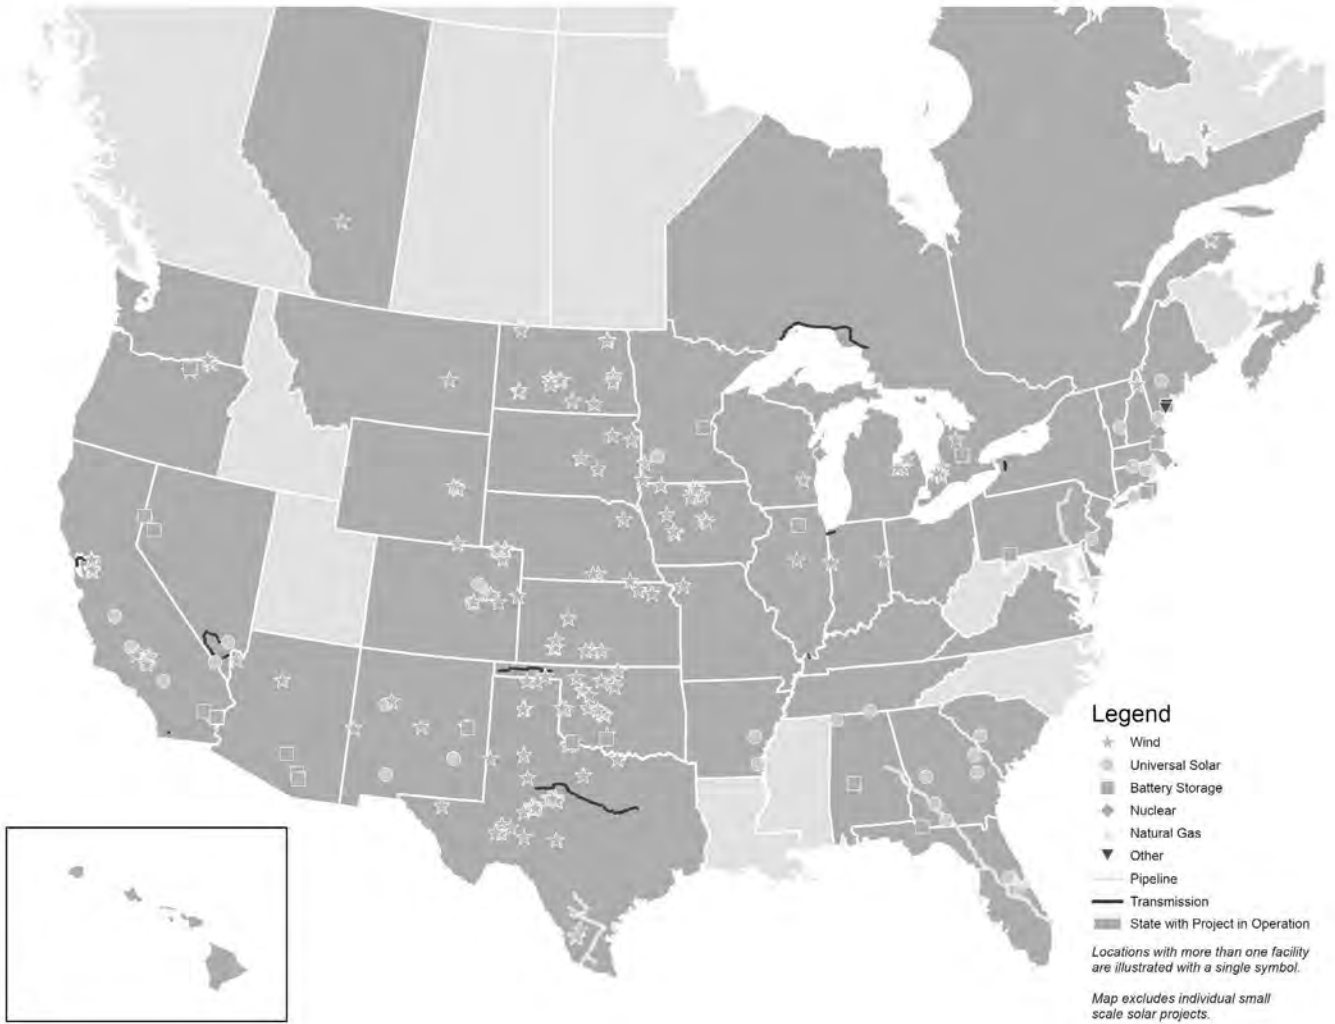 Legend
Wind
Universal Solar
Battery Storage
Nuclear
Natural Gas
Other
Pipeline
Transmission
State with Project in Operation
Locations with more than one facility
are illustrated with a single symbol.
Map excludes individual small
scale solar projects.